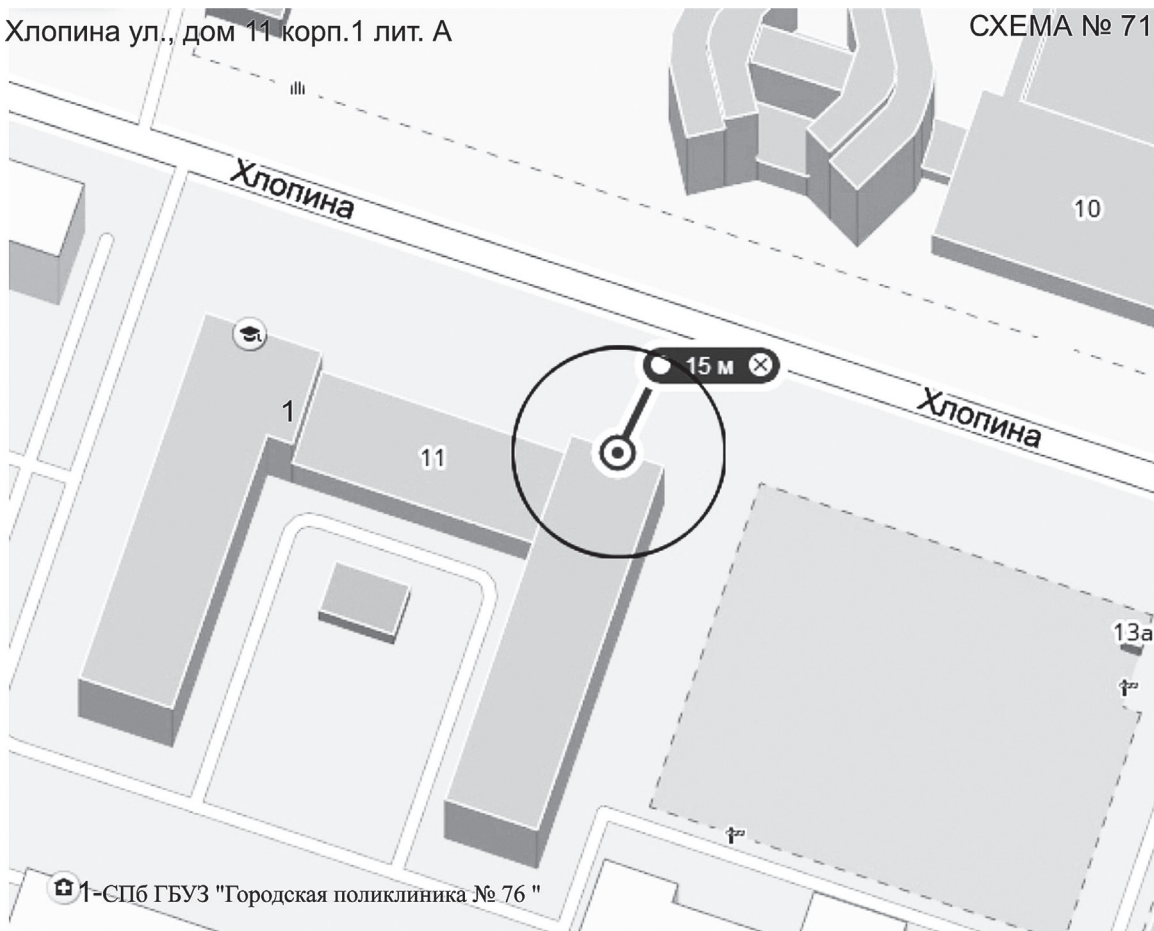 Хлопина ул., дом 11 корп.1 лит. А
СХЕМА № 71
Хлопина
10
15 м
Хлопина
1
11
13а
1-СПб ГБУЗ "Городская поликлиника № 76 "